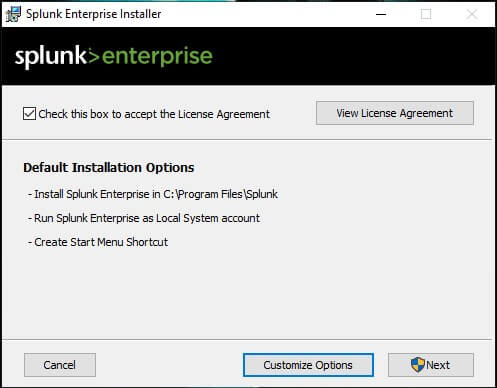 Splunk Enterprise Installer
splunk>enterprise
Check this box to accept the License Agreement
View License Agreement
Default Installation Options
- Install Splunk Enterprise in C:\Program Files\Splunk
- Run Splunk Enterprise as Local System account
- Create Start Menu Shortcut
Cancel
Customize Options
Next